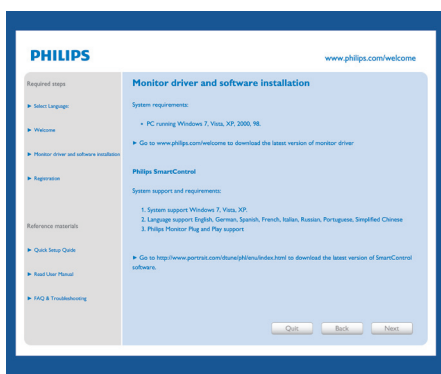 PHILIPS
www.philips.com/welcome
Required steps
► Select Language
► Welcome
► Monitor driver and software installation
► Registration
Reference materials
► Quick Setup Guide
► Read User Manual
► FAQ & Troubleshooting
Monitor driver and software installation
System requirements:
• PC running Windows 7, Vista, XP, 2000, 98.
► Go to www.philips.com/welcome to download the latest version of monitor driver
Philips SmartControl
System support and requirements:
1. System support Windows 7, Vista, XP.
2. Language support English, German, Spanish, French, Italian, Russian, Portuguese, Simplified Chinese
3. Philips Monitor Plug and Play support
► Go to http://www.portrait.com/dtune/phl/enu/index.html to download the latest version of SmartControl
software.
Quit
Back
Next